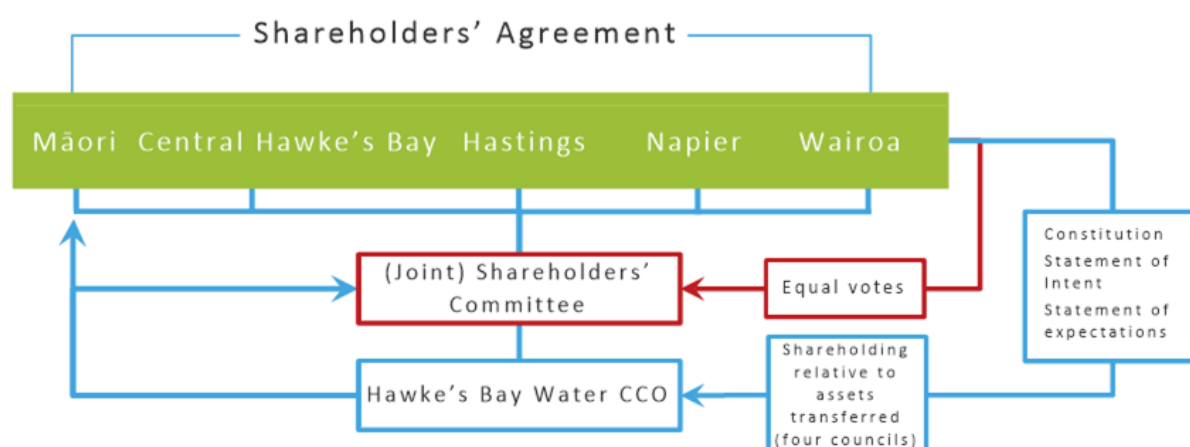 Shareholders' Agreement
Māori Central Hawke's Bay Hastings Napier Wairoa
(Joint) Shareholders'
Committee
Equal votes
Constitution
Statement of
Intent
Statement of
expectations
Hawke's Bay Water CCO
Shareholding
relative to
assets
transferred
(four councils)